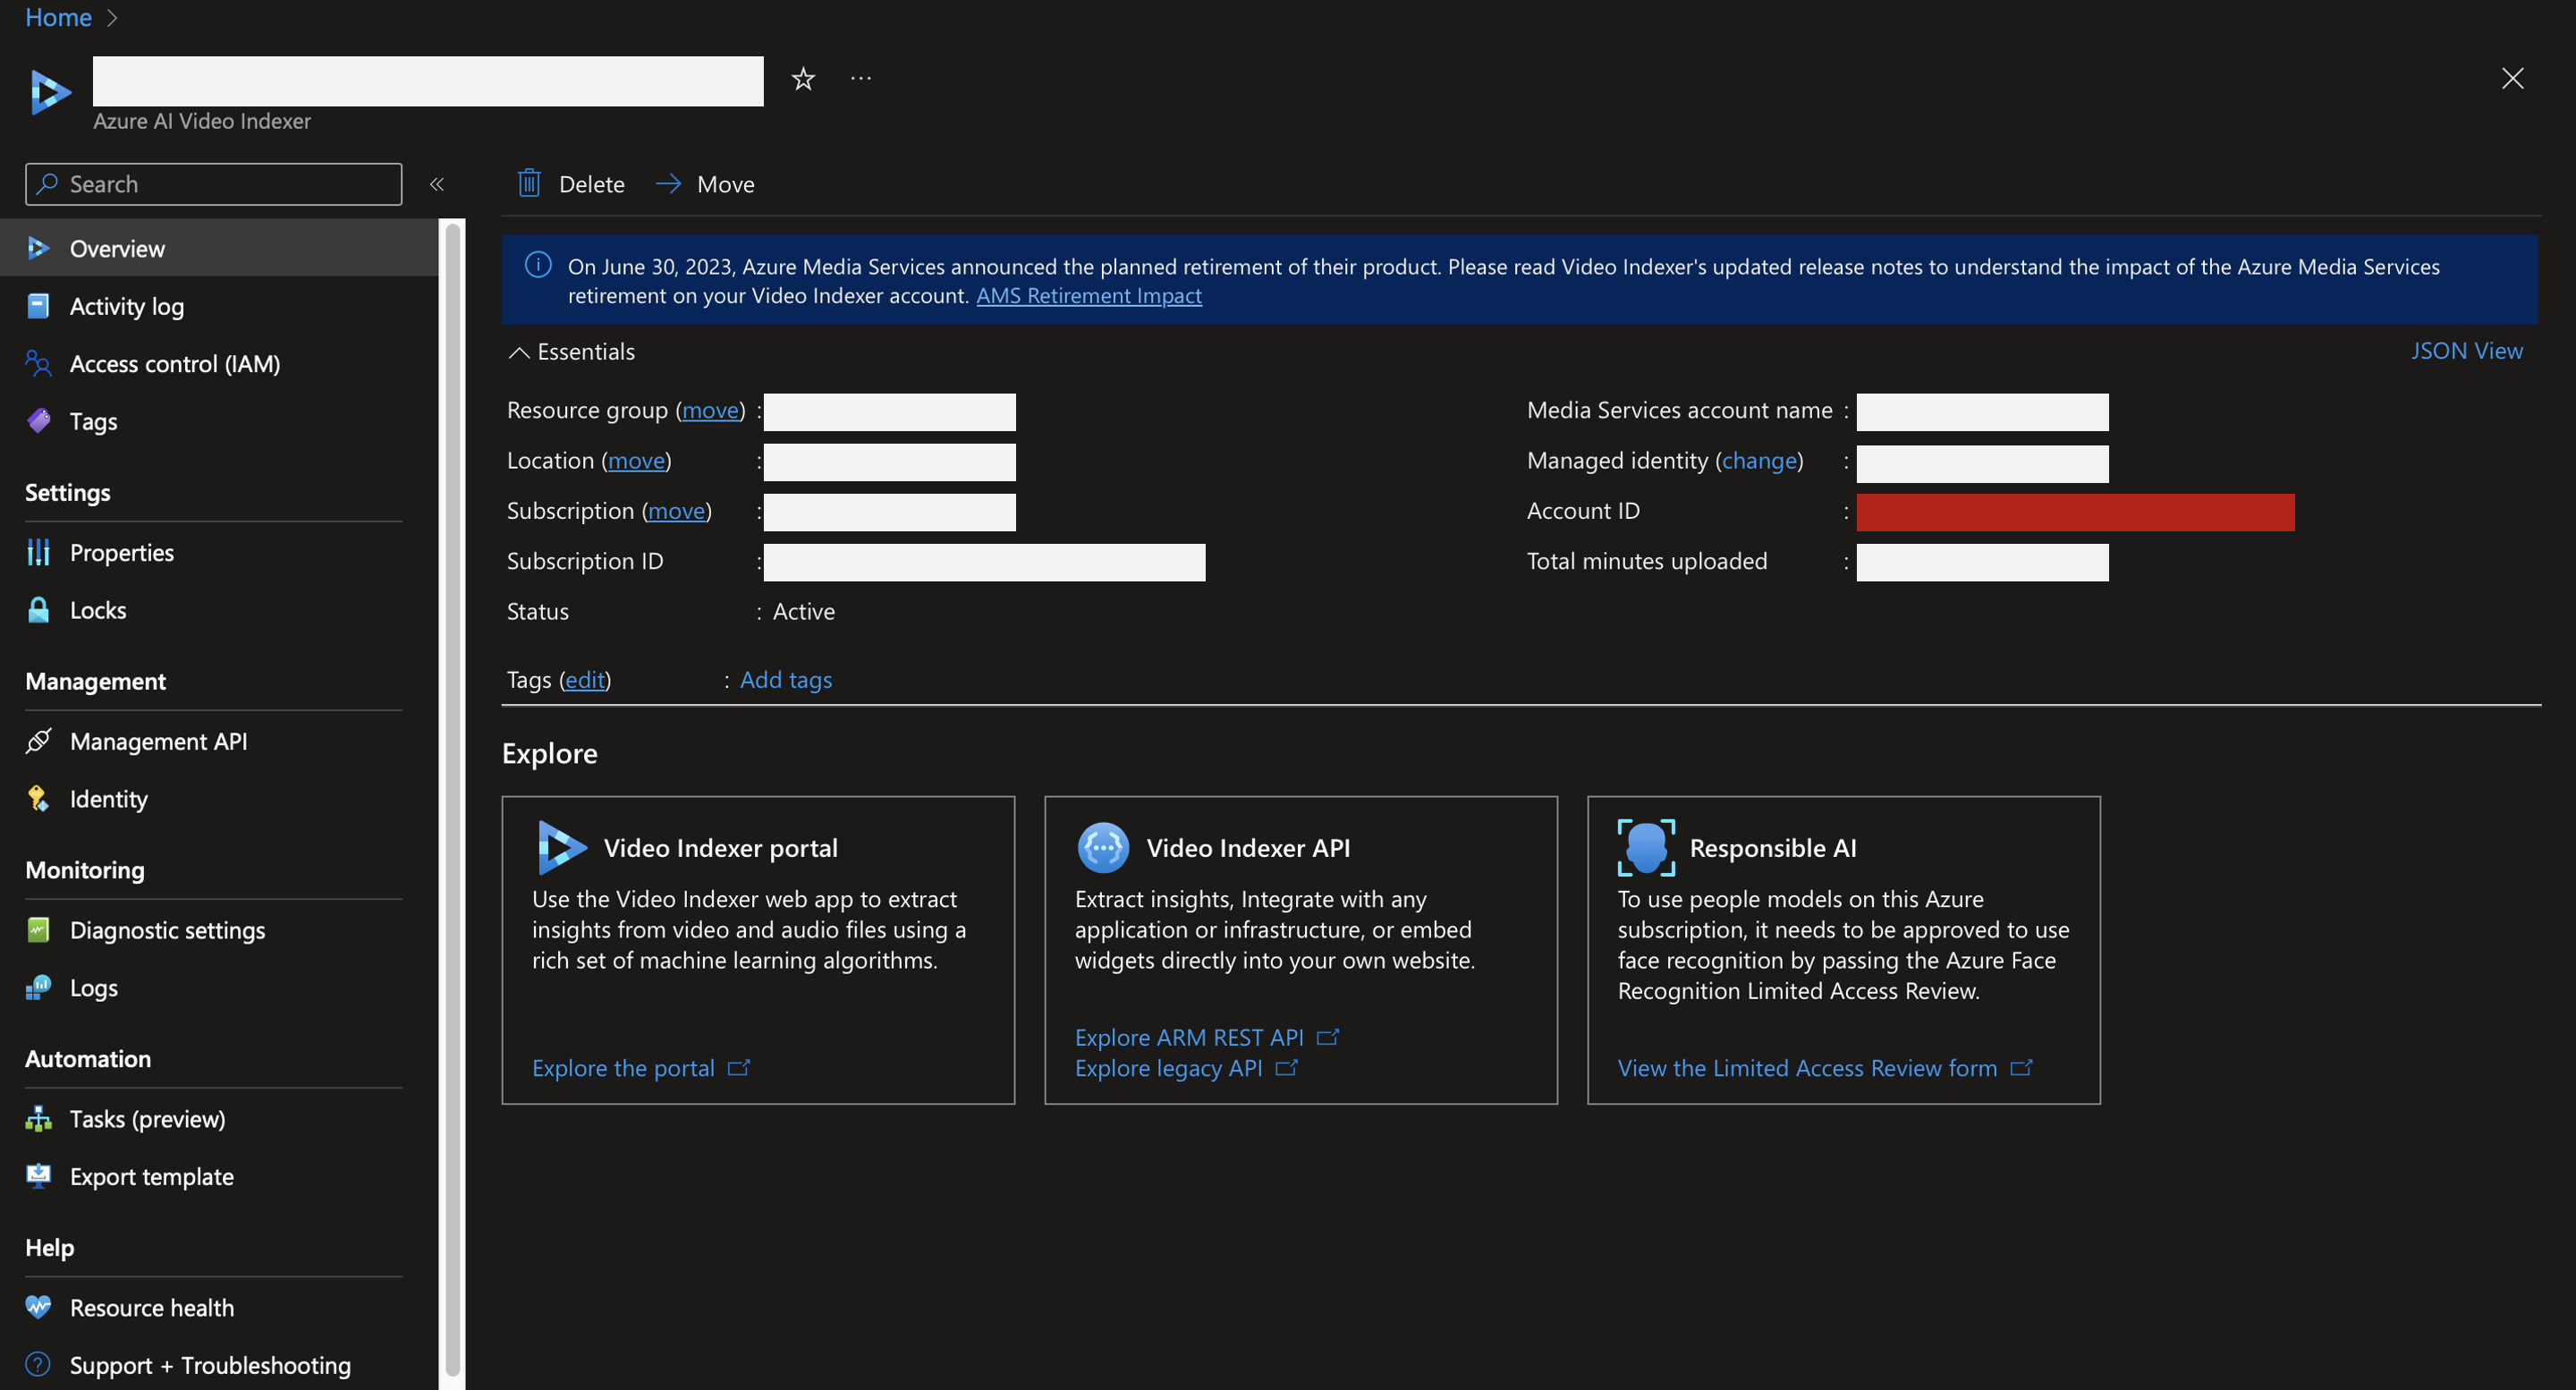 Home
Azure AI Video Indexer
Search
Delete
Move
Overview
Activity log
Access control (IAM)
Tags
Settings
Properties
Locks
Management
Management API
Identity
Monitoring
Diagnostic settings
Logs
Automation
Tasks (preview)
Export template
Help
Resource health
Support + Troubleshooting
On June 30, 2023, Azure Media Services announced the planned retirement of their product. Please read Video Indexer's updated release notes to understand the impact of the Azure Media Services
retirement on your Video Indexer account. AMS Retirement Impact
Essentials
JSON View
Resource group (move) :
Location (move) :
Subscription (move) :
Subscription ID :
Status : Active
Media Services account name :
Managed identity (change) :
Account ID :
Total minutes uploaded :
Tags (edit) : Add tags
Explore
Video Indexer portal
Use the Video Indexer web app to extract
insights from video and audio files using a
rich set of machine learning algorithms.
Explore the portal
Video Indexer API
Extract insights, Integrate with any
application or infrastructure, or embed
widgets directly into your own website.
Explore ARM REST API
Explore legacy API
Responsible AI
To use people models on this Azure
subscription, it needs to be approved to use
face recognition by passing the Azure Face
Recognition Limited Access Review.
View the Limited Access Review form